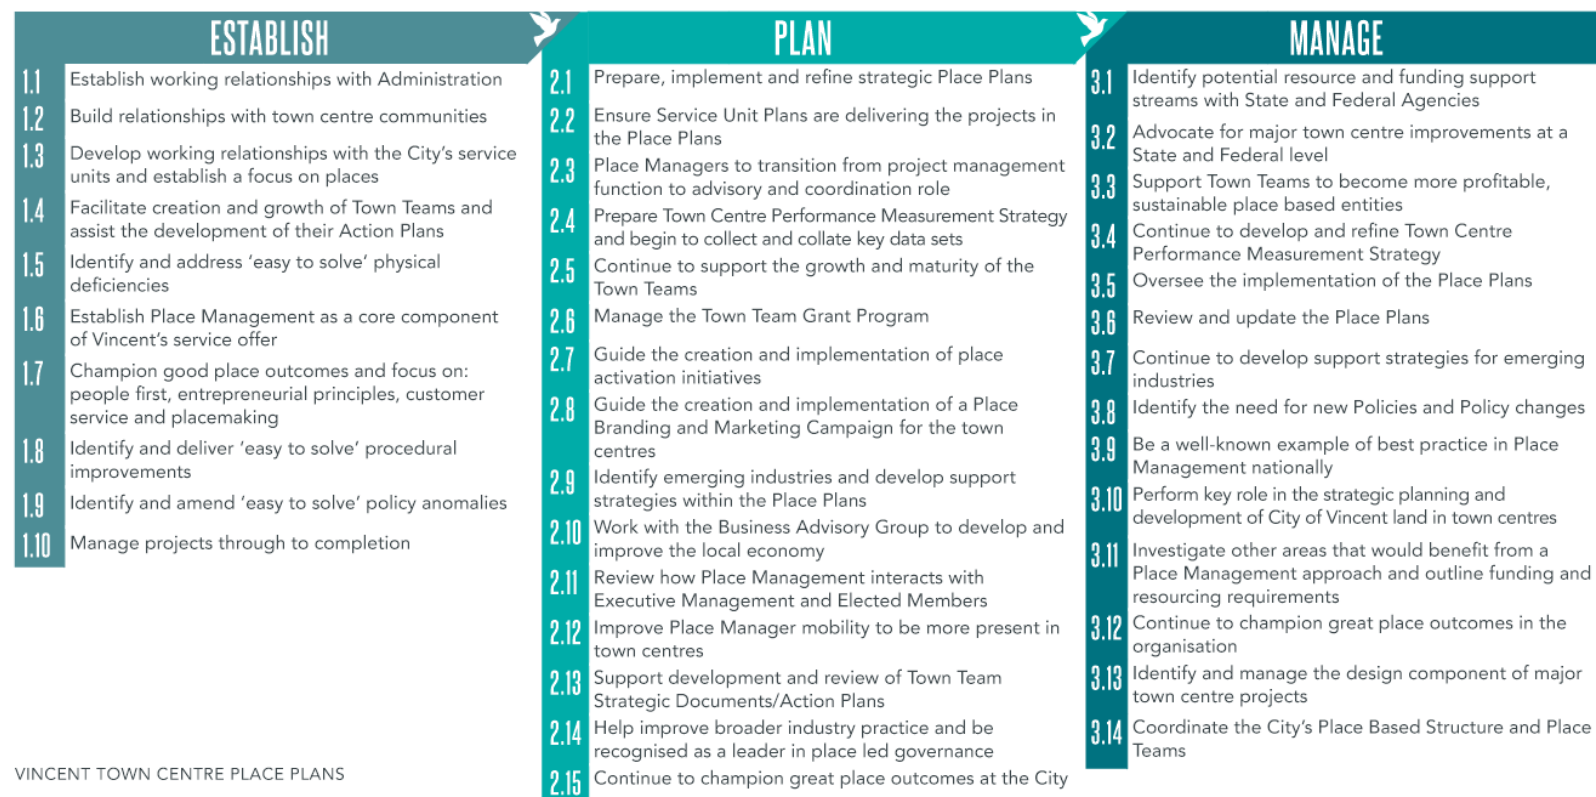 ESTABLISH
1.1 Establish working relationships with Administration
1.2 Build relationships with town centre communities
1.3 Develop working relationships with the City's service
units and establish a focus on places
1.4 Facilitate creation and growth of Town Teams and
assist the development of their Action Plans
1.5 Identify and address 'easy to solve' physical
deficiencies
1.6 Establish Place Management as a core component
of Vincent's service offer
1.7 Champion good place outcomes and focus on:
people first, entrepreneurial principles, customer
service and placemaking
1.8 Identify and deliver 'easy to solve' procedural
improvements
1.9 Identify and amend 'easy to solve' policy anomalies
1.10 Manage projects through to completion
PLAN
2.1 Prepare, implement and refine strategic Place Plans
2.2 Ensure Service Unit Plans are delivering the projects in
the Place Plans
2.3 Place Managers to transition from project management
function to advisory and coordination role
2.4 Prepare Town Centre Performance Measurement Strategy
and begin to collect and collate key data sets
2.5 Continue to support the growth and maturity of the
Town Teams
2.6 Manage the Town Team Grant Program
2.7 Guide the creation and implementation of place
activation initiatives
2.8 Guide the creation and implementation of a Place
Branding and Marketing Campaign for the town
centres
2.9 Identify emerging industries and develop support
strategies within the Place Plans
2.10 Work with the Business Advisory Group to develop and
improve the local economy
2.11 Review how Place Management interacts with
Executive Management and Elected Members
2.12 Improve Place Manager mobility to be more present in
town centres
2.13 Support development and review of Town Team
Strategic Documents/Action Plans
2.14 Help improve broader industry practice and be
recognised as a leader in place led governance
2.15 Continue to champion great place outcomes at the City
MANAGE
3.1 Identify potential resource and funding support
streams with State and Federal Agencies
3.2 Advocate for major town centre improvements at a
State and Federal level
3.3 Support Town Teams to become more profitable,
sustainable place based entities
3.4 Continue to develop and refine Town Centre
Performance Measurement Strategy
3.5 Oversee the implementation of the Place Plans
3.6 Review and update the Place Plans
3.7 Continue to develop support strategies for emerging
industries
3.8 Identify the need for new Policies and Policy changes
3.9 Be a well-known example of best practice in Place
Management nationally
3.10 Perform key role in the strategic planning and
development of City of Vincent land in town centres
3.11 Investigate other areas that would benefit from a
Place Management approach and outline funding and
resourcing requirements
3.12 Continue to champion great place outcomes in the
organisation
3.13 Identify and manage the design component of major
town centre projects
3.14 Coordinate the City's Place Based Structure and Place
Teams
VINCENT TOWN CENTRE PLACE PLANS